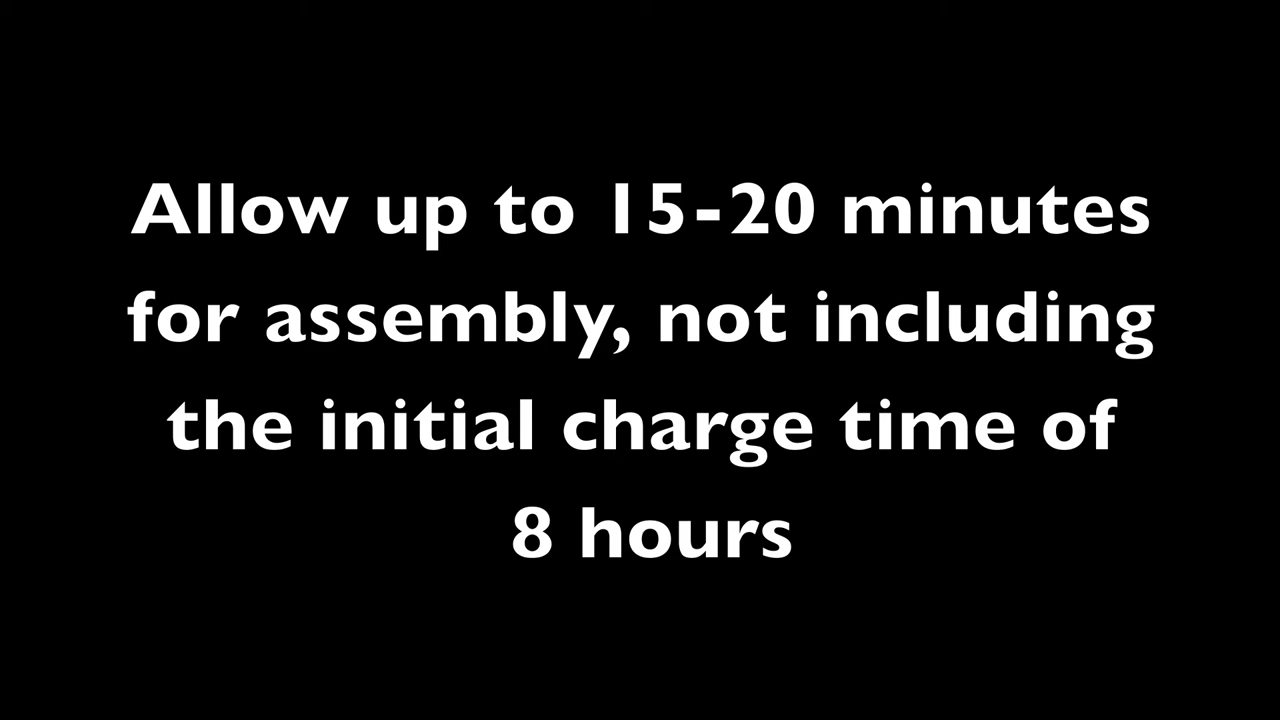 Allow up to 15-20 minutes
for assembly, not including
the initial charge time of
8 hours